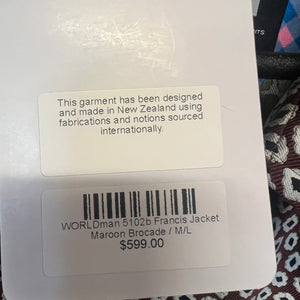 This garment has been designed
and made in New Zealand using
fabrications and notions sourced
internationally.
WORLDman 5102b Francis Jacket
Maroon Brocade / M/L
$599.00